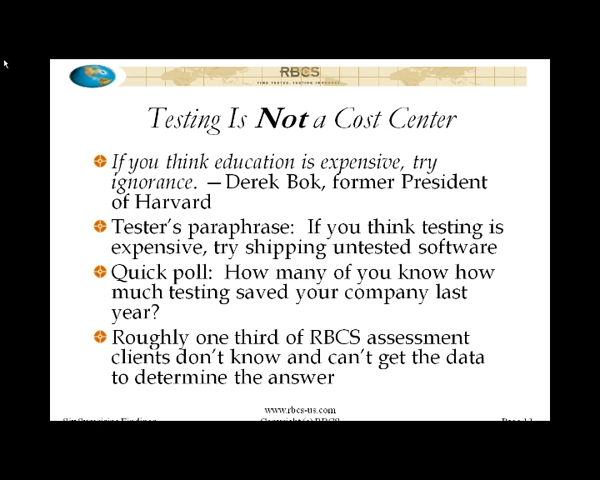 RBCS
Testing Is Not a Cost Center
If you think education is expensive, try
ignorance. – Derek Bok, former President
of Harvard
Tester's paraphrase: If you think testing is
expensive, try shipping untested software
Quick poll: How many of you know how
much testing saved your company last
year?
Roughly one third of RBCS assessment
clients don't know and can't get the data
to determine the answer
www.rbcs-us.com